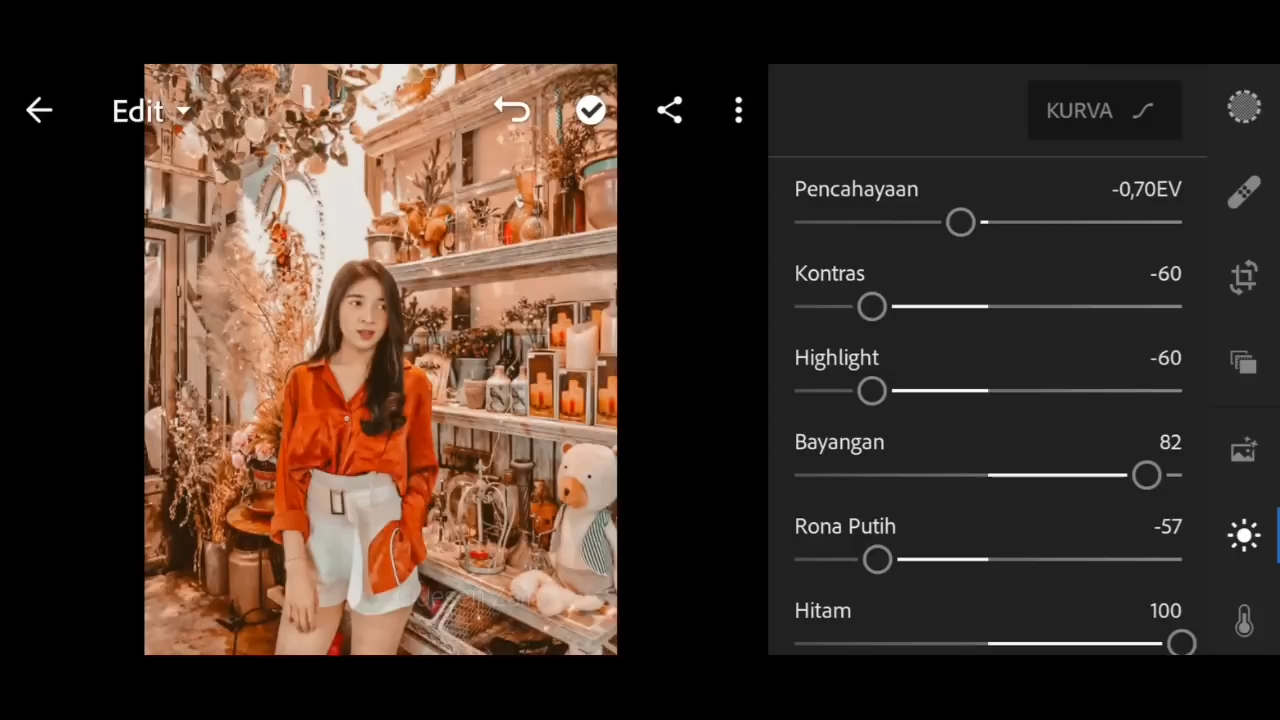 Edit
KURVA
Pencahayaan -0,70EV
Kontras -60
Highlight -60
Bayangan 82
Rona Putih -57
Hitam 100